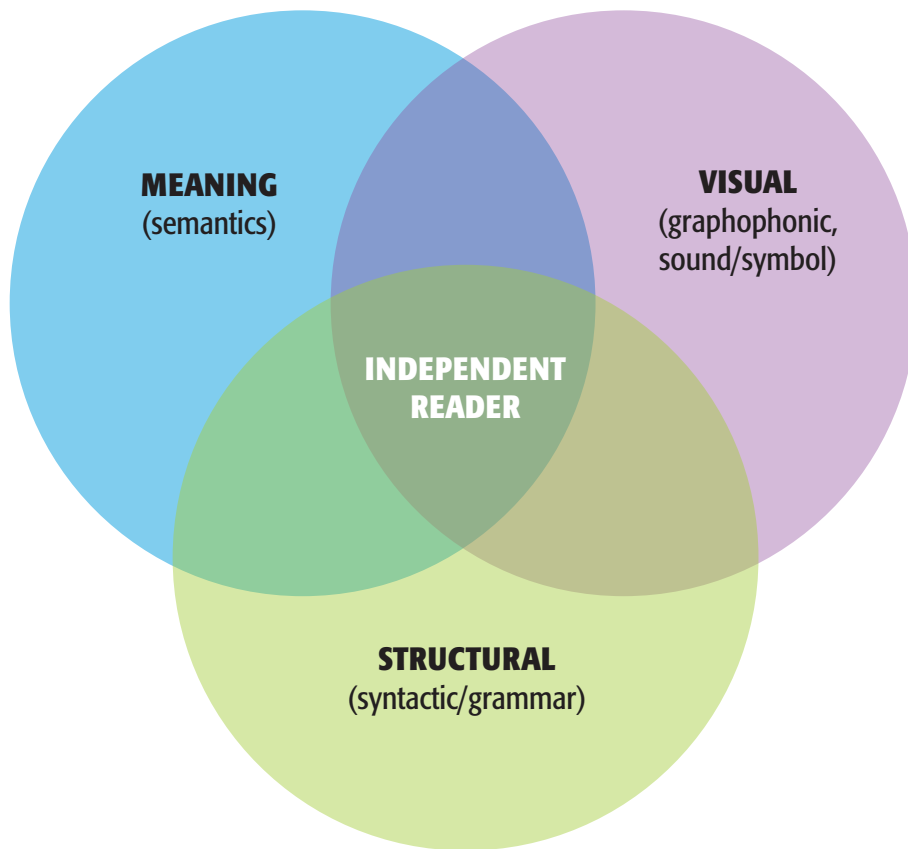 MEANING
(semantics)
VISUAL
(graphophonic,
sound/symbol)
INDEPENDENT
READER
STRUCTURAL
(syntactic/grammar)